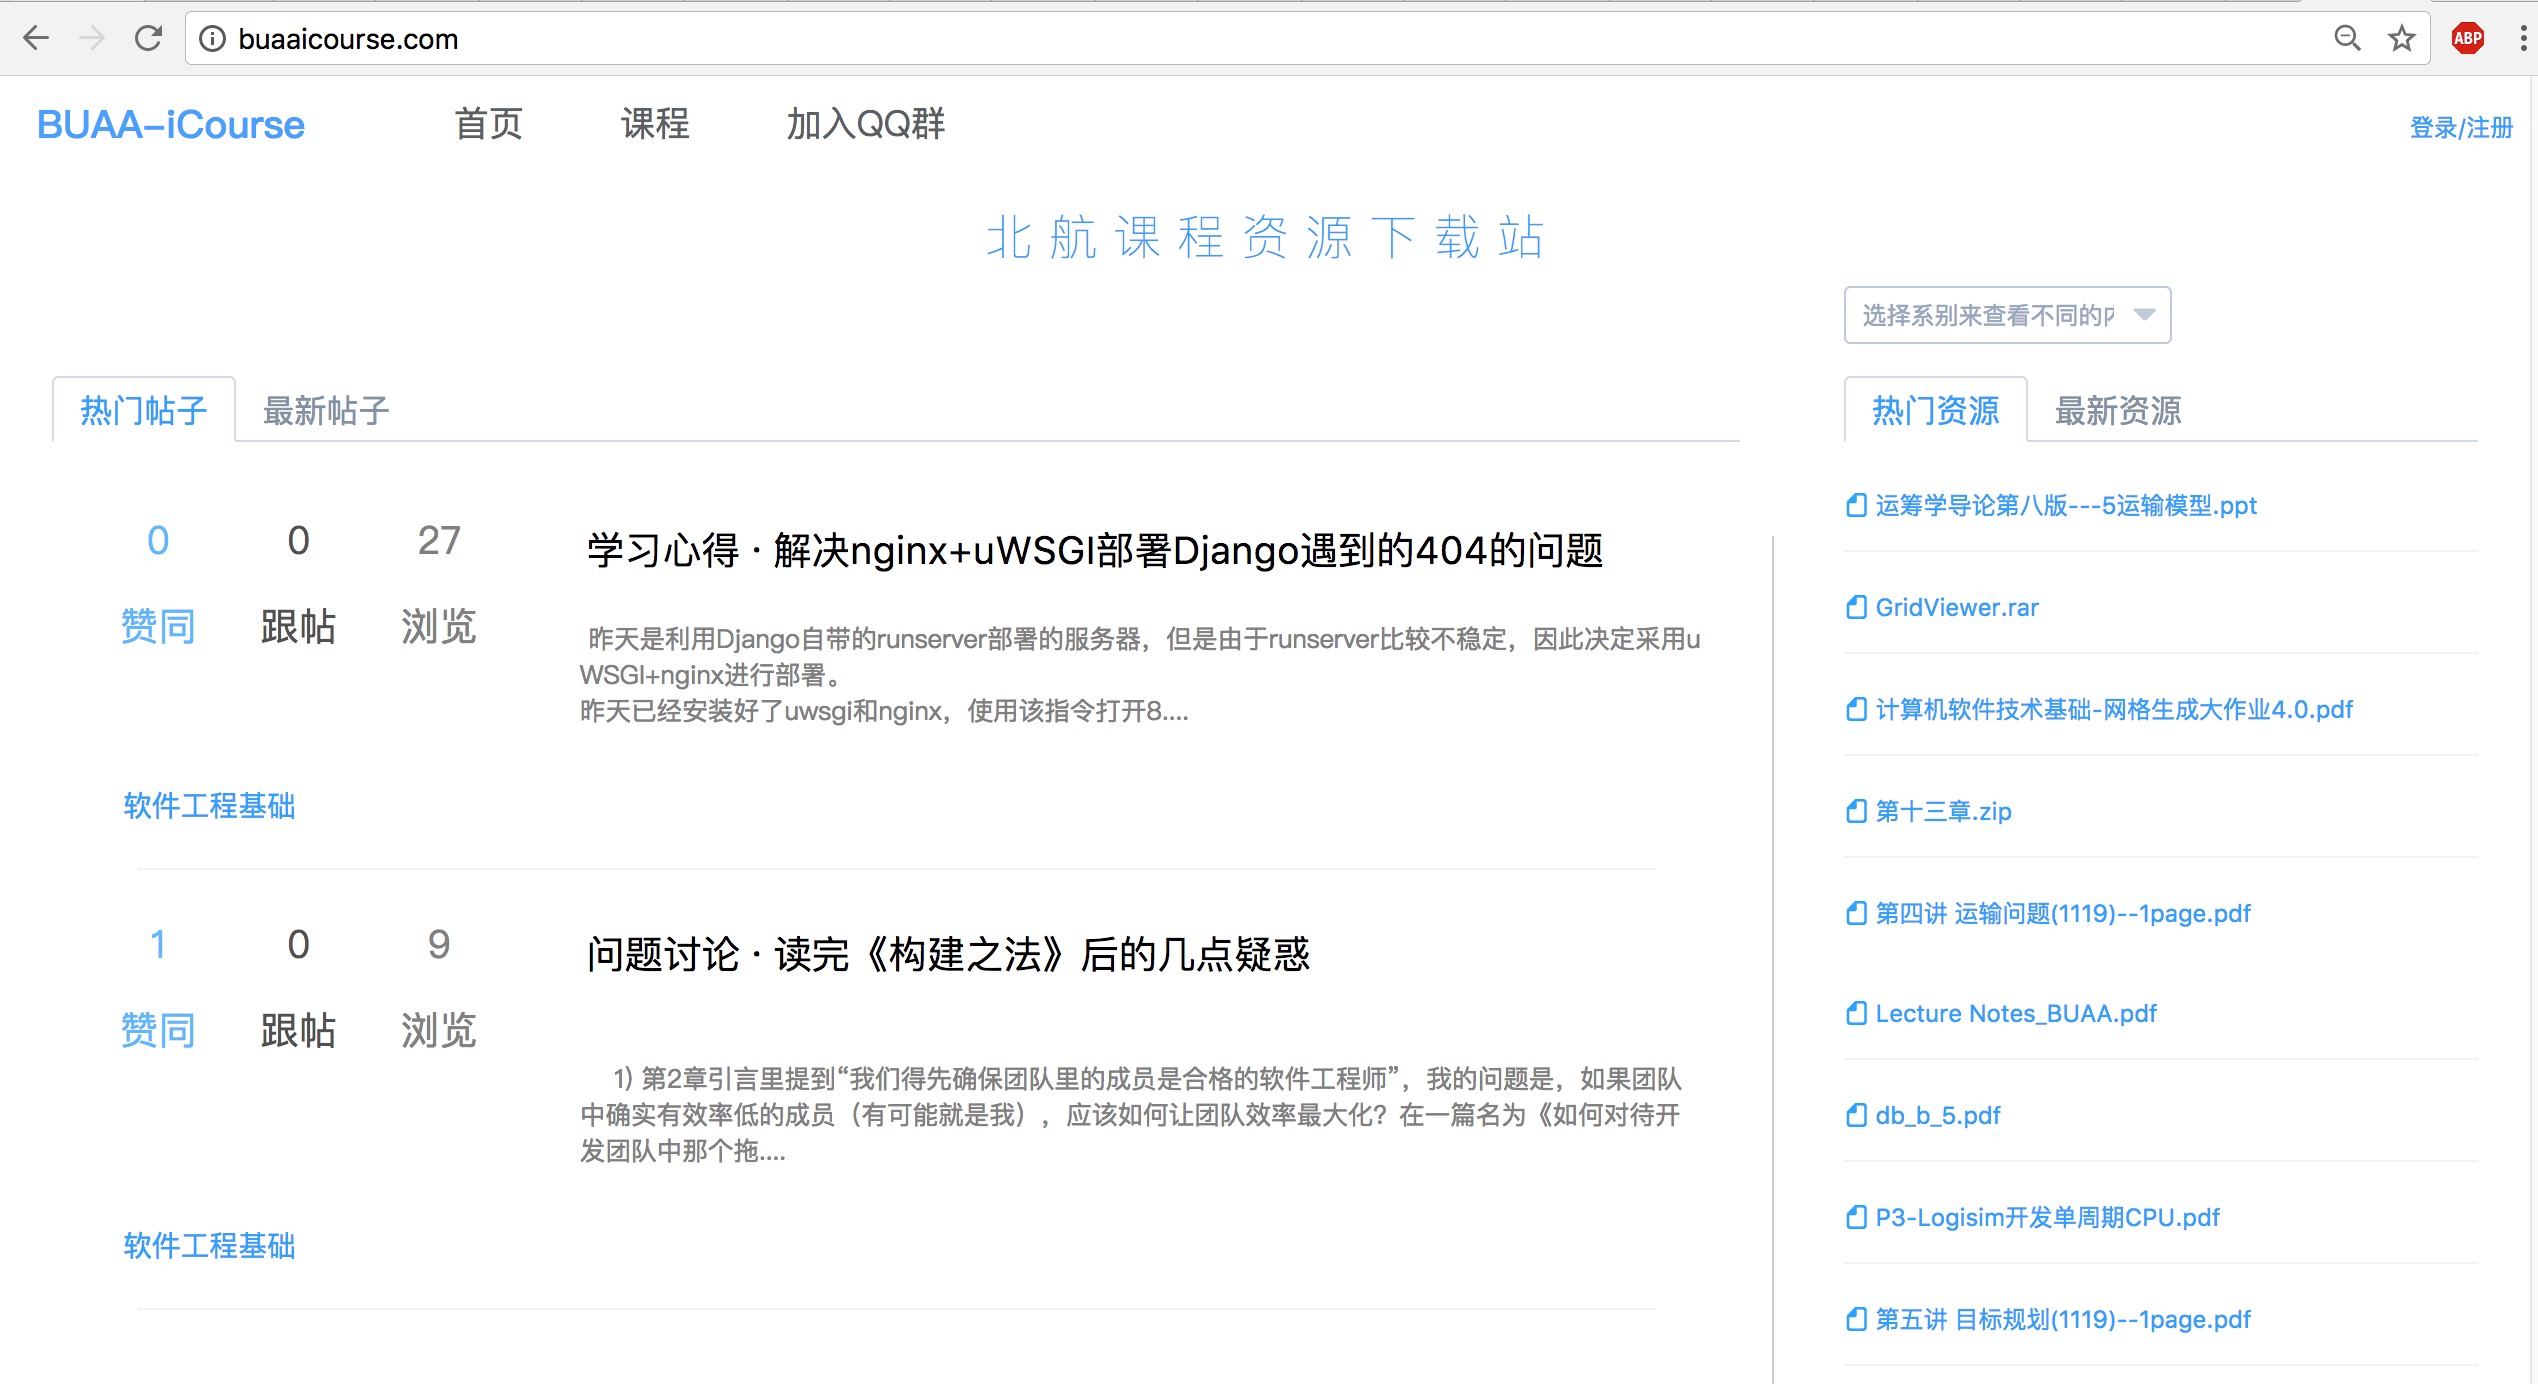 buaaicourse.com
ABP
BUAA-iCourse 首页 课程 加入QQ群 登录/注册
北航课程资源下载站
选择系别来查看不同的
热门帖子 最新帖子
0 0 27
赞同 跟帖 浏览
学习心得 · 解决nginx+uWSGI部署Django遇到的404的问题
昨天是利用Django自带的runserver部署的服务器，但是由于runserver比较不稳定，因此决定采用u
WSGI+nginx进行部署。
昨天已经安装好了uwsgi和nginx，使用该指令打开8....
软件工程基础
1 0 9
赞同 跟帖 浏览
问题讨论 · 读完《构建之法》后的几点疑惑
1) 第2章引言里提到“我们得先确保团队里的成员是合格的软件工程师”，我的问题是，如果团队
中确实有效率低的成员（有可能就是我），应该如何让团队效率最大化？在一篇名为《如何对待开
发团队中那个拖....
软件工程基础
热门资源 最新资源
运筹学导论第八版---5运输模型.ppt
GridViewer.rar
计算机软件技术基础-网格生成大作业4.0.pdf
第十三章.zip
第四讲 运输问题(1119)--1page.pdf
Lecture Notes_BUAA.pdf
db_b_5.pdf
P3-Logisim开发单周期CPU.pdf
第五讲 目标规划(1119)--1page.pdf